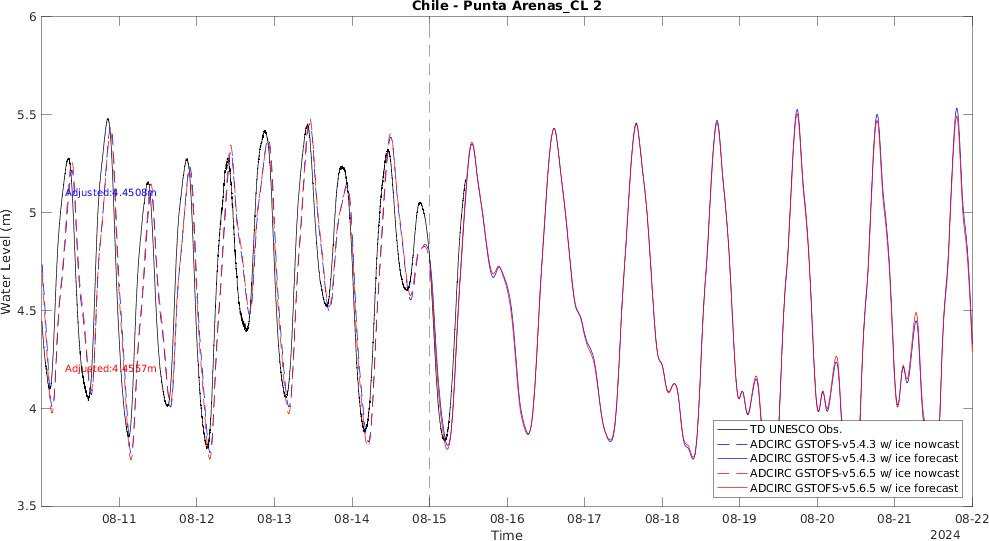 Chile - Punta Arenas_CL 2
6
5.5
5
4.5
4
3.5
Water Level (m)
Adjusted:4.4508m
Adjusted:4.4557m
TD UNESCO Obs.
ADCIRC GSTOFS-v5.4.3 w/ ice nowcast
ADCIRC GSTOFS-v5.4.3 w/ ice forecast
ADCIRC GSTOFS-v5.6.5 w/ ice nowcast
ADCIRC GSTOFS-v5.6.5 w/ ice forecast
08-11 08-12 08-13 08-14 08-15 08-16 08-17 08-18 08-19 08-20 08-21 08-22
Time
2024